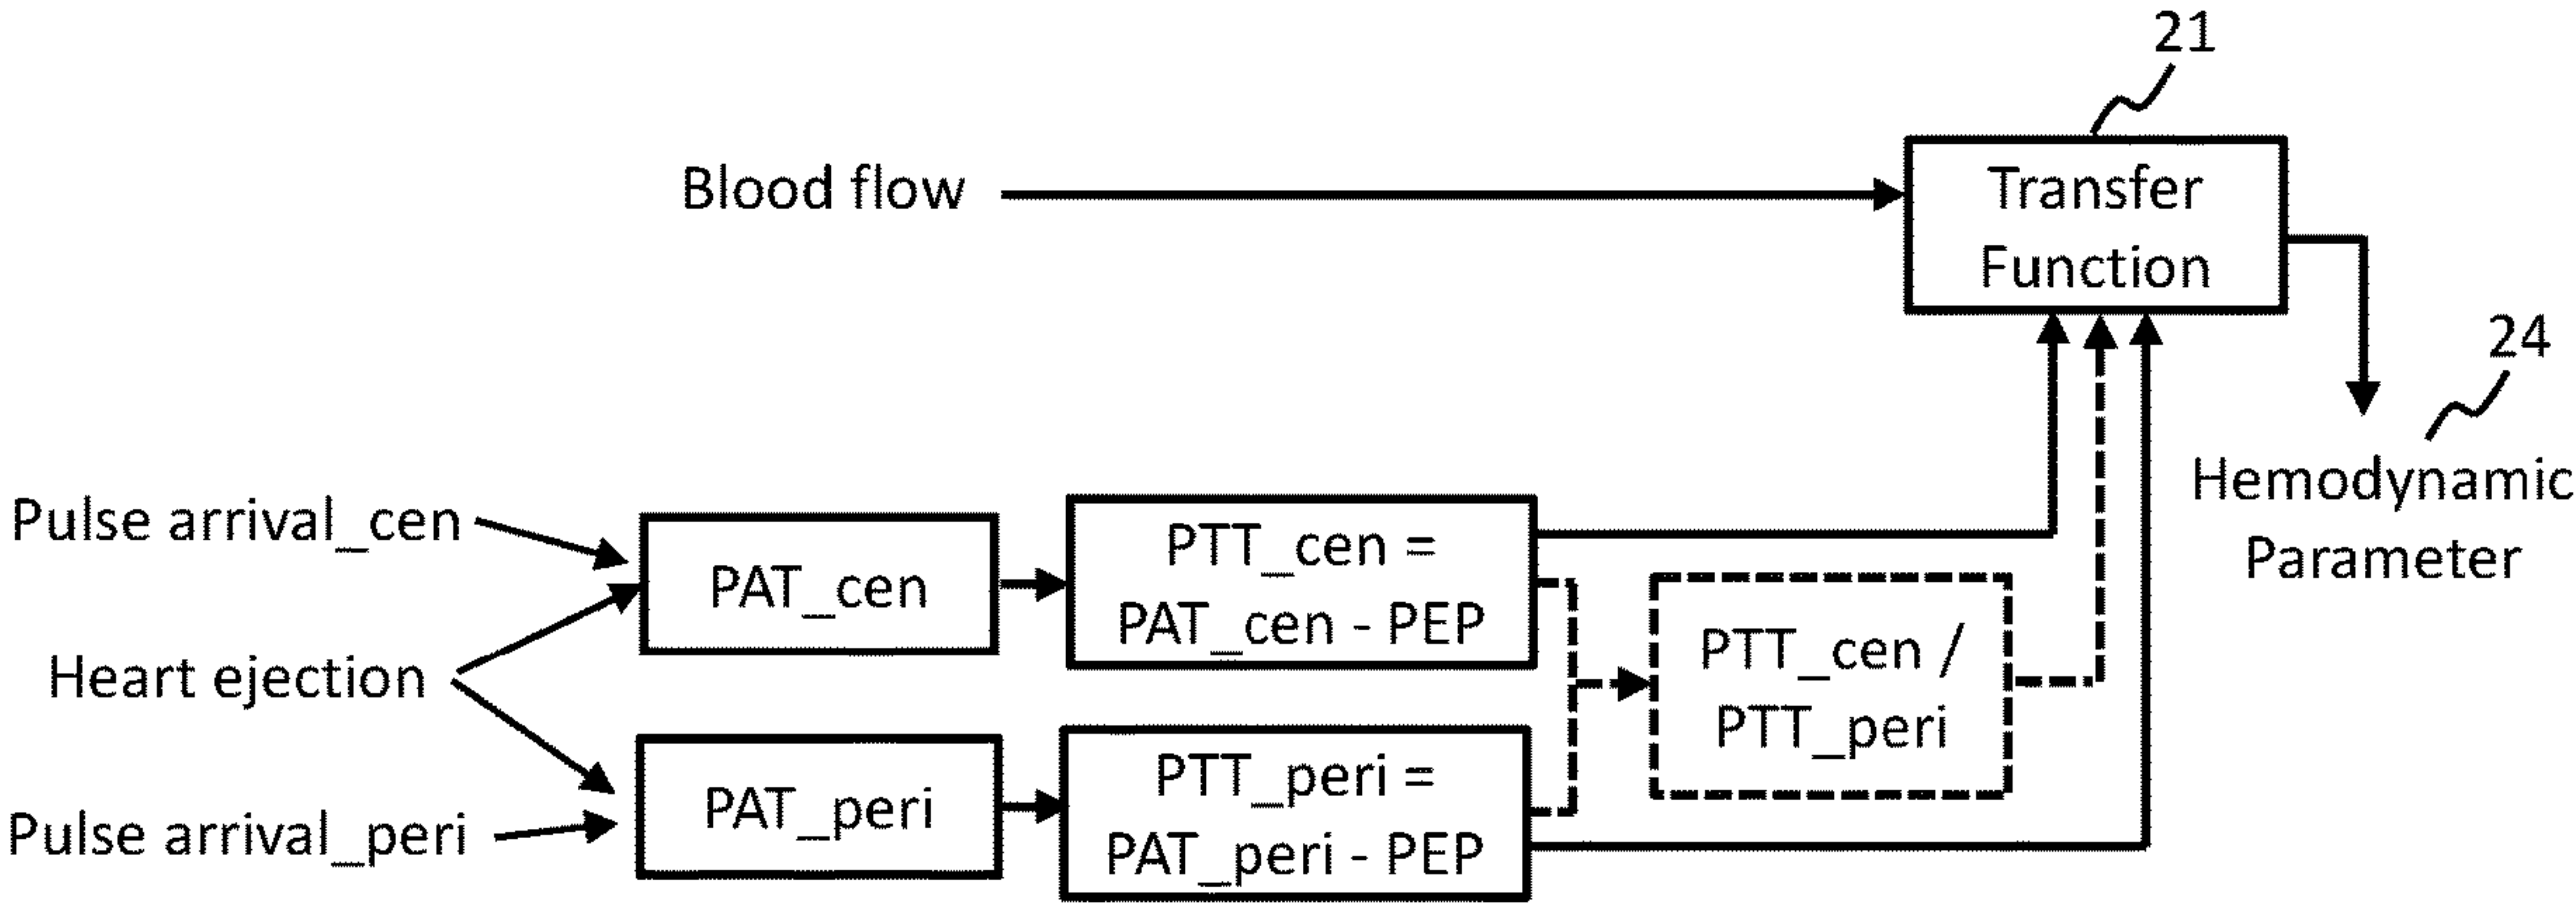 21
Blood flow
Transfer
Function
24
Hemodynamic
Parameter
Pulse arrival_cen
PAT_cen
PTT_cen =
PAT_cen - PEP
Heart ejection
PTT_cen /
PTT_peri
Pulse arrival_peri
PAT_peri
PTT_peri =
PAT_peri - PEP